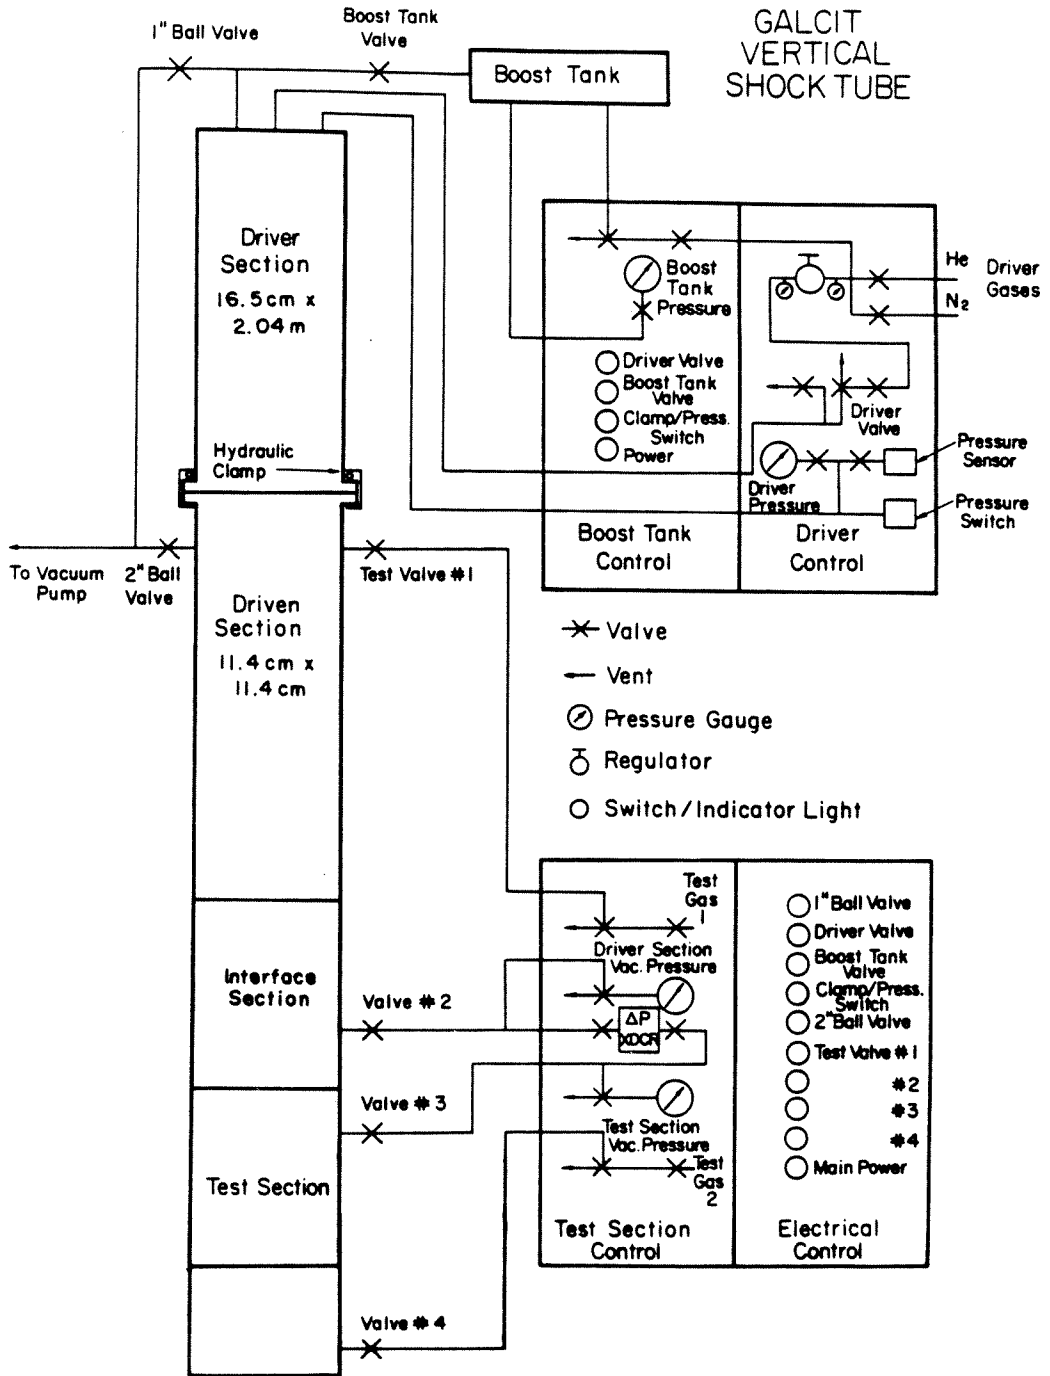 GALCIT
VERTICAL
SHOCK TUBE
1" Ball Valve
Boost Tank
Valve
Boost Tank
Driver
Section
16.5 cm x
2.04 m
Hydraulic
Clamp
To Vacuum
Pump
2" Ball
Valve
Test Valve #1
Driven
Section
11.4 cm x
11.4 cm
Boost
Tank
Pressure
Driver Valve
Boost Tank
Valve
Clamp/Press.
Switch
Power
Boost Tank
Control
He
N2
Driver
Gases
Driver
Valve
Driver
Pressure
Pressure
Sensor
Pressure
Switch
Driver
Control
Valve
Vent
Pressure Gauge
Regulator
Switch/Indicator Light
Interface
Section
Valve #2
Valve #3
Test Section
Valve #4
Test
Gas
1
Driver Section
Vac. Pressure
ΔP
XDCR
Test Section
Vac. Pressure
Test
Gas
2
Test Section
Control
1" Ball Valve
Driver Valve
Boost Tank
Valve
Clamp/Press.
Switch
2" Ball Valve
Test Valve #1
#2
#3
#4
Main Power
Electrical
Control